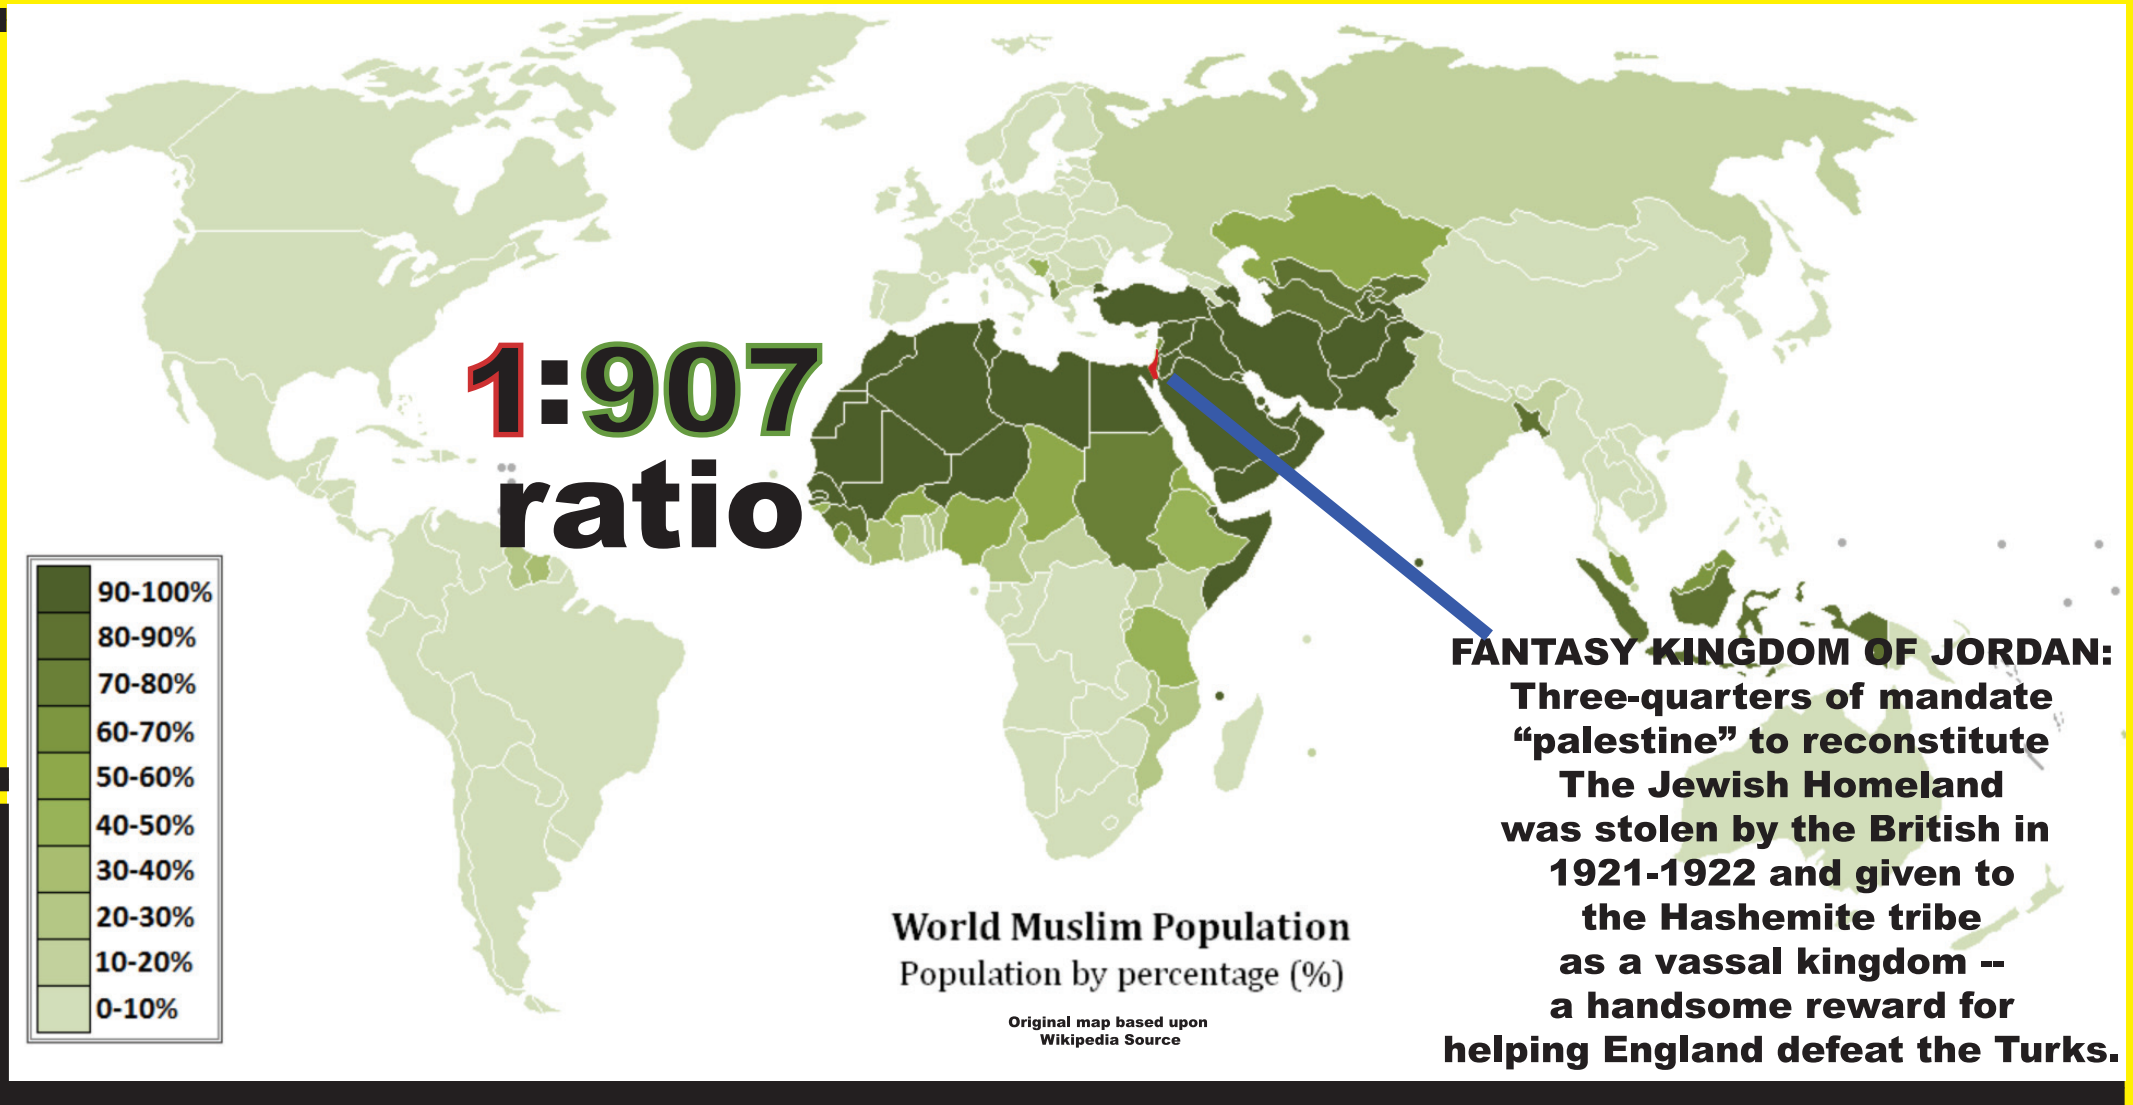 1:907
ratio
90-100%
80-90%
70-80%
60-70%
50-60%
40-50%
30-40%
20-30%
10-20%
0-10%
World Muslim Population
Population by percentage (%)
Original map based upon
Wikipedia Source
FANTASY KINGDOM OF JORDAN:
Three-quarters of mandate
“palestine” to reconstitute
The Jewish Homeland
was stolen by the British in
1921-1922 and given to
the Hashemite tribe
as a vassal kingdom --
a handsome reward for
helping England defeat the Turks.